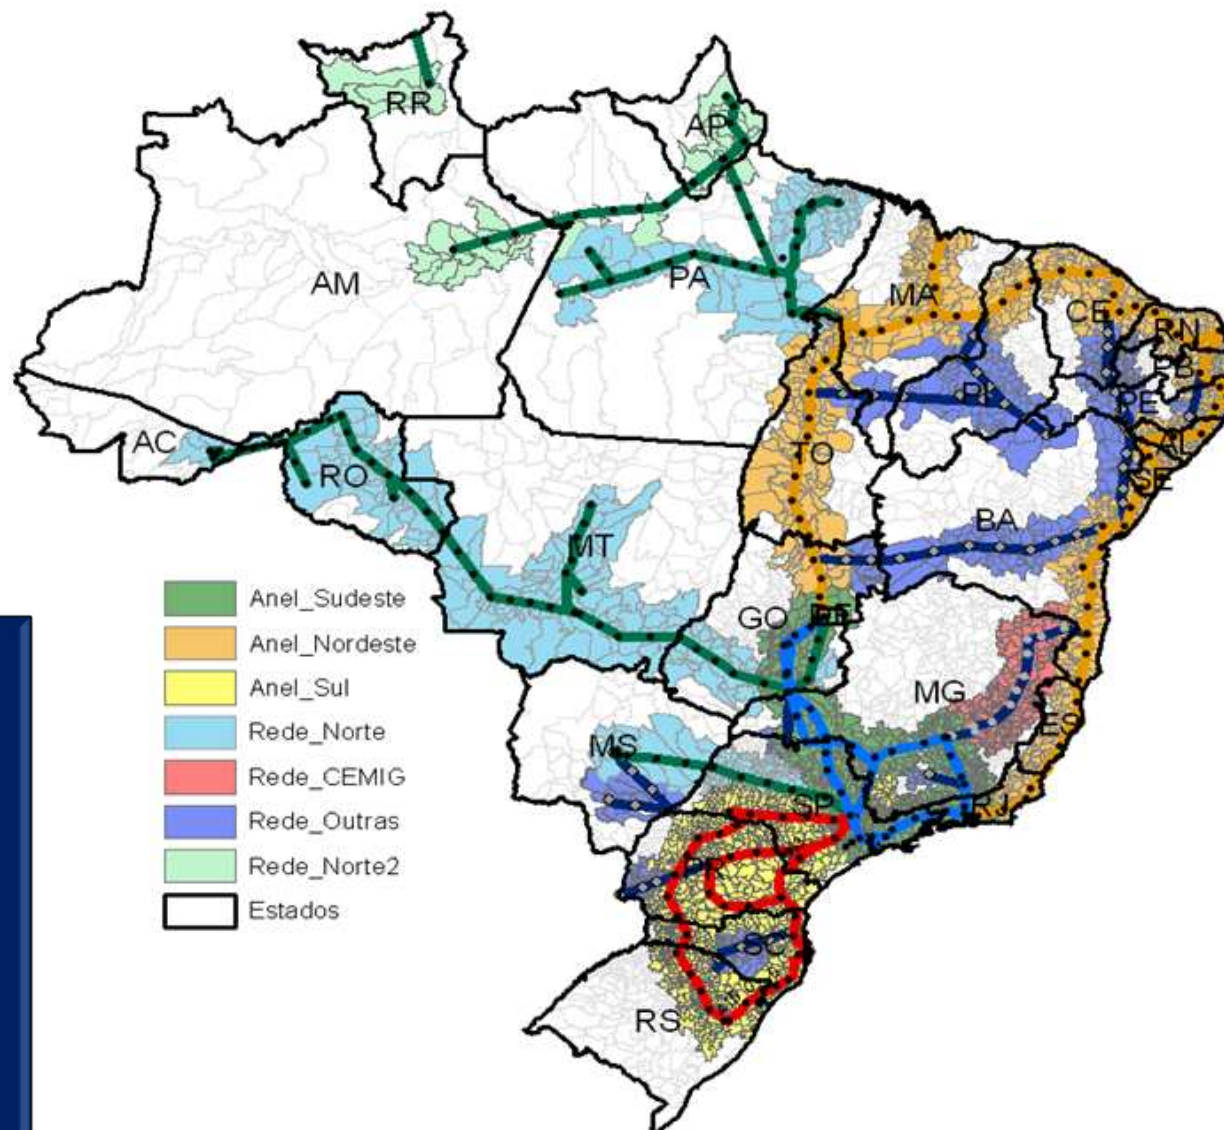 RR
AP
AM
PA
MA
CE
RN
PB
PI
PE
AC
TO
AL
RO
SE
BA
MT
Anel_Sudeste
Anel_Nordeste
GO
Anel_Sul
MG
Rede_Norte
ES
MS
Rede_CEMIG
SP
RJ
Rede_Outras
Rede_Norte2
PR
Estados
SC
RS